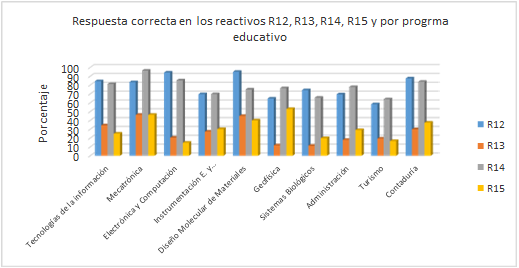 Respuesta correcta en los reactivos R12, R13, R14, R15 y por progrma
educativo
Porcentaje
100
90
80
70
60
50
40
30
20
10
0
Tecnologías de la información
Mecatrónica
Electrónica y Computación
Instrumentación E. y...
Diseño Molecular de Materiales
Geofísica
Sistemas Biológicos
Administración
Turismo
Contaduría
R12
R13
R14
R15